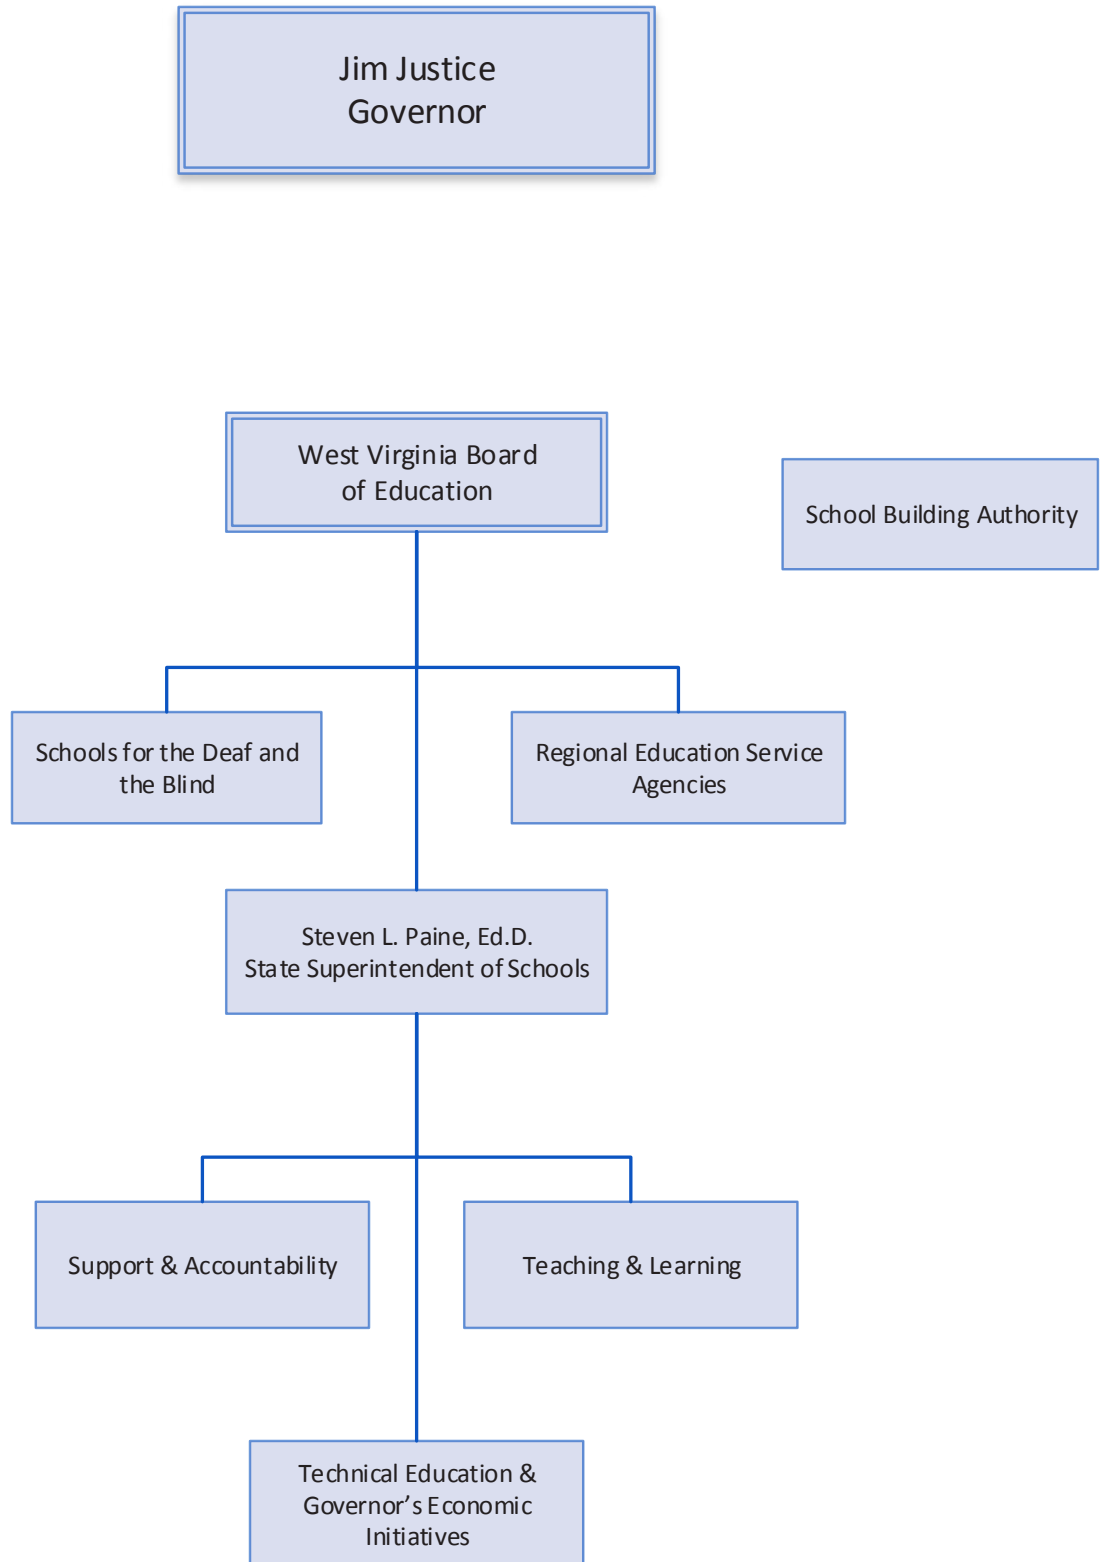 Jim Justice
Governor
West Virginia Board
of Education
School Building Authority
Schools for the Deaf and
the Blind
Regional Education Service
Agencies
Steven L. Paine, Ed.D.
State Superintendent of Schools
Support & Accountability
Teaching & Learning
Technical Education &
Governor’s Economic
Initiatives